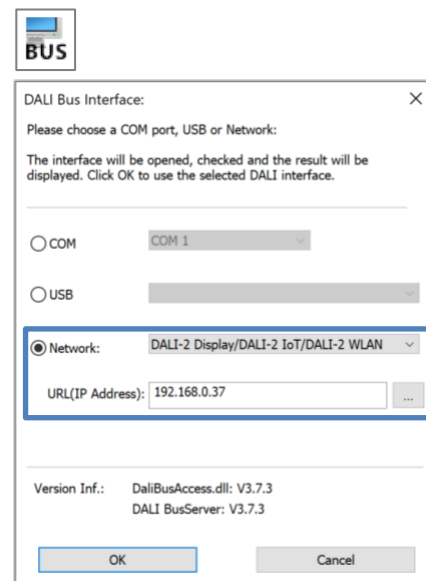 BUS
DALI Bus Interface:
Please choose a COM port, USB or Network:
The interface will be opened, checked and the result will be
displayed. Click OK to use the selected DALI interface.
COM
COM 1
USB
Network:
DALI-2 Display/DALI-2 IoT/DALI-2 WLAN
URL(IP Address):
192.168.0.37
...
Version Inf.:
DaliBusAccess.dll: V3.7.3
DALI BusServer: V3.7.3
OK
Cancel